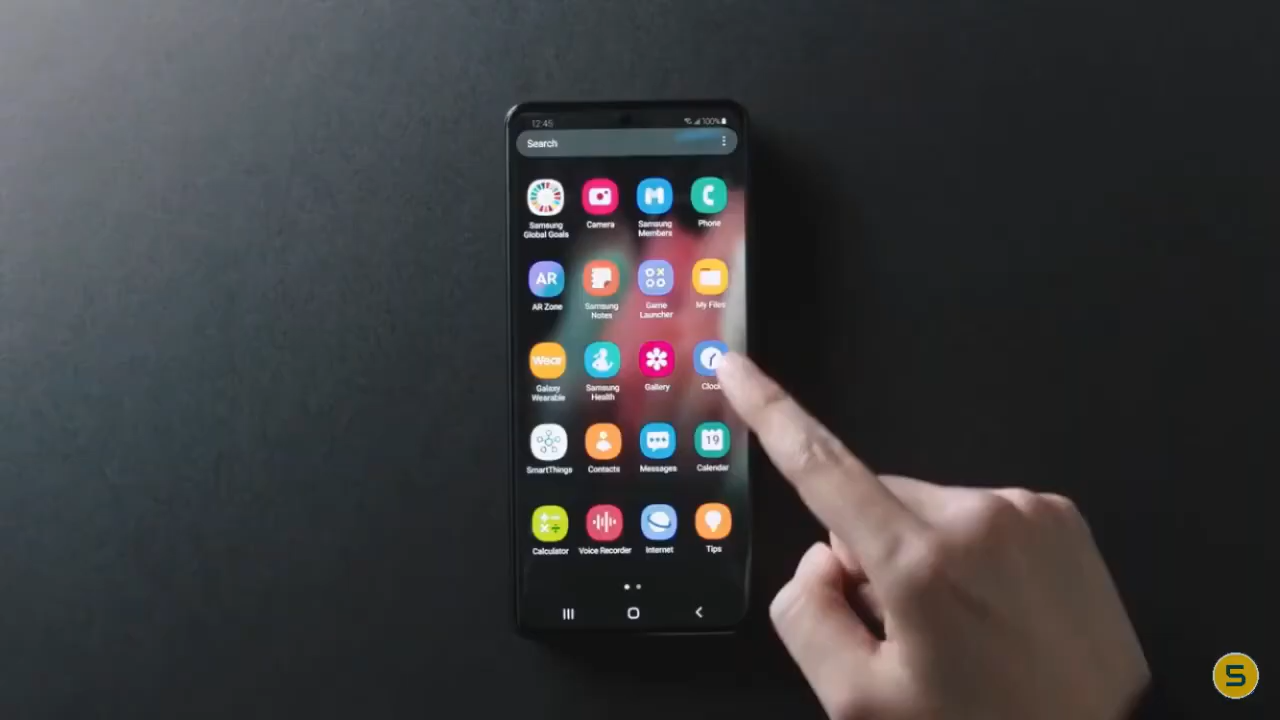 12:45
100%
Search
Samsung
Global Goals
Camera
Samsung
Members
Phone
AR
AR Zone
Samsung
Notes
Game
Launcher
My Files
Wear
Galaxy
Wearable
Samsung
Health
Gallery
Clock
SmartThings
Contacts
Messages
19
Calendar
Calculator
Voice Recorder
Internet
Tips
S